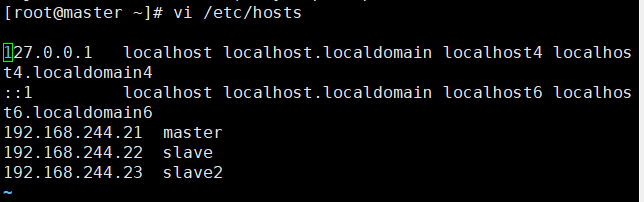 [root@master ~]# vi /etc/hosts
127.0.0.1   localhost localhost.localdomain localhost4 localhos
t4.localdomain4
::1         localhost localhost.localdomain localhost6 localhos
t6.localdomain6
192.168.244.21  master
192.168.244.22  slave
192.168.244.23  slave2
~